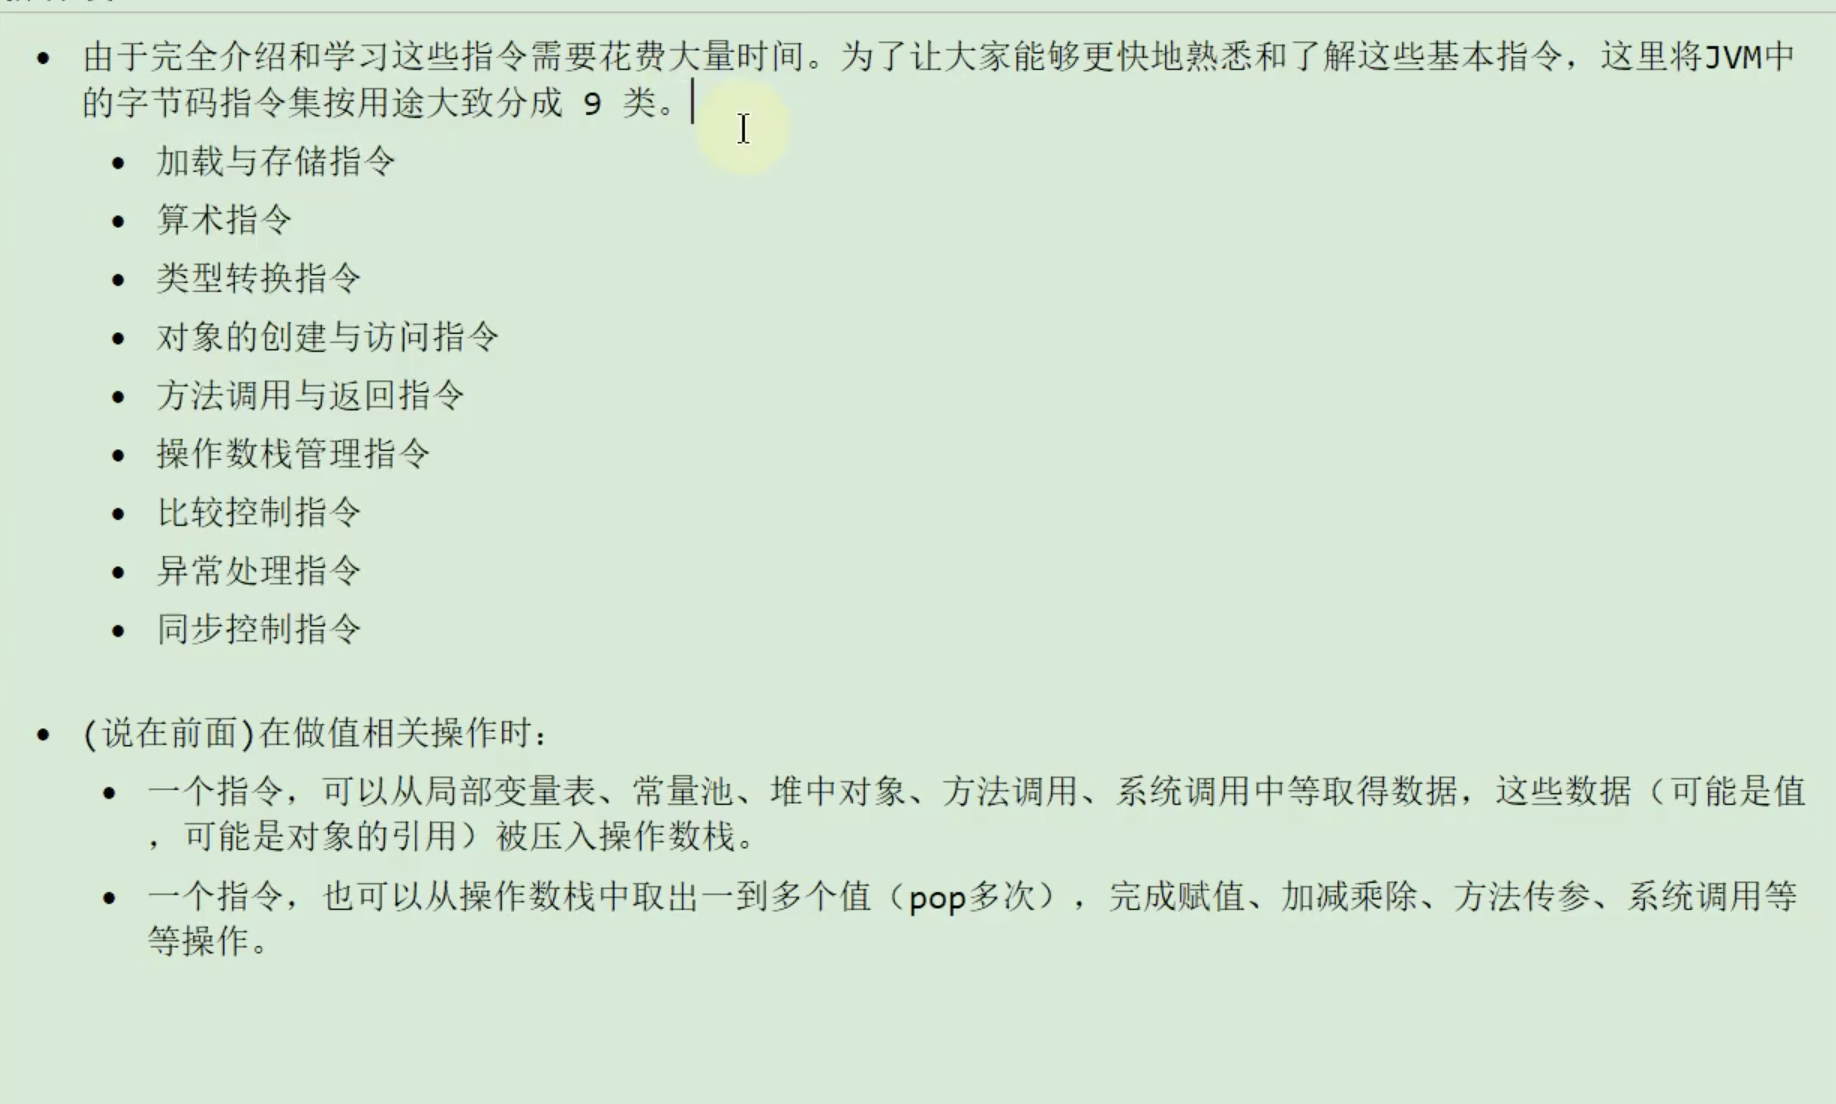 由于完全介绍和学习这些指令需要花费大量时间。为了让大家能够更快地熟悉和了解这些基本指令，这里将JVM中
的字节码指令集按用途大致分成 9 类。
加载与存储指令
算术指令
类型转换指令
对象的创建与访问指令
方法调用与返回指令
操作数栈管理指令
比较控制指令
异常处理指令
同步控制指令
(说在前面)在做值相关操作时：
一个指令，可以从局部变量表、常量池、堆中对象、方法调用、系统调用中等取得数据，这些数据（可能是值
，可能是对象的引用）被压入操作数栈。
一个指令，也可以从操作数栈中取出一到多个值（pop多次），完成赋值、加减乘除、方法传参、系统调用等
等操作。